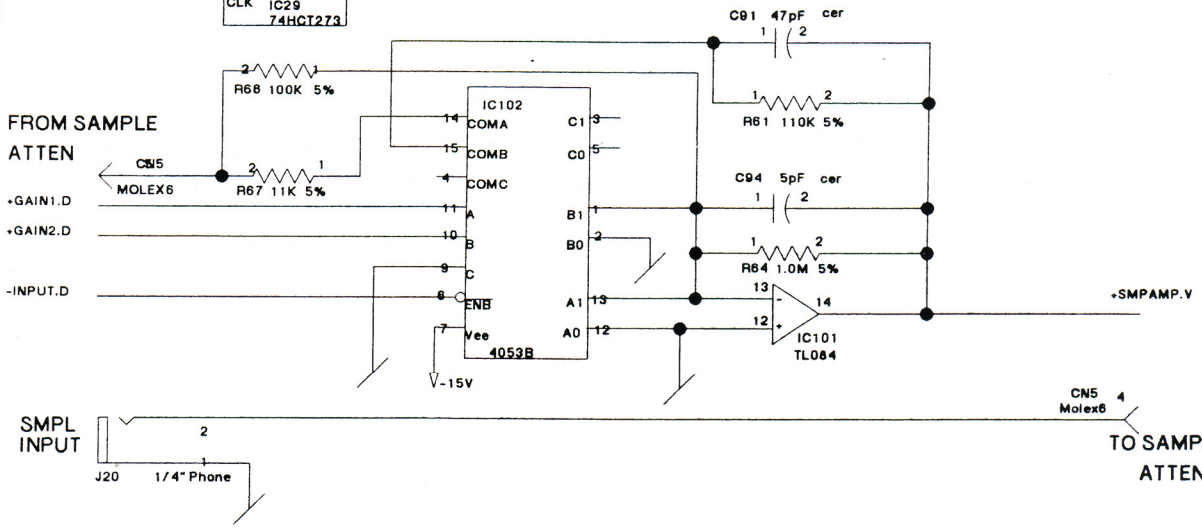 CLK IC29
74HCT273
C91 47pF cer
1 2
2 1
R68 100K 5%
1 2
R61 110K 5%
IC102
FROM SAMPLE
ATTEN
14 COMA C1 3
15 COMB C0 5
4 COMC
CN5
MOLEX6
2 1
R67 11K 5%
C94 5pF cer
1 2
+GAIN1.D
11 A B1 1
+GAIN2.D
10 B B0 2
1 2
R64 1.0M 5%
9 C
-INPUT.D
6 ENB A1 13
13 -
14
+SMPAMP.V
7 Vee A0 12
12 +
IC101
TL084
4053B
-15V
SMPL
INPUT
2
1
J20 1/4" Phone
CN5 4
Molex6
TO SAMP
ATTEN